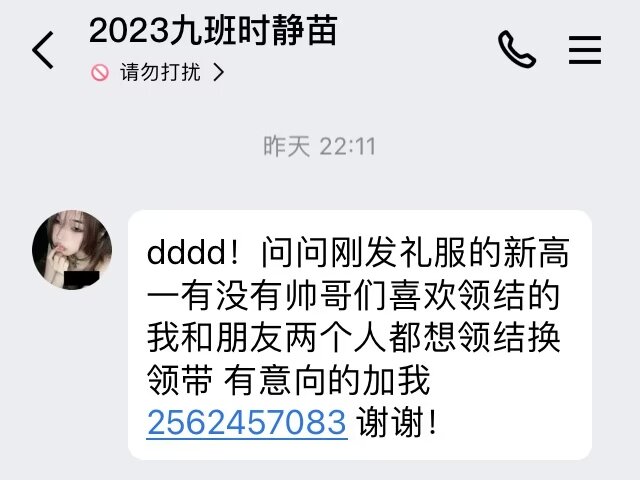 2023九班时静苗
请勿打扰
昨天 22:11
dddd！问问刚发礼服的新高
一有没有帅哥们喜欢领结的
我和朋友两个人都想领结换
领带 有意向的加我
2562457083 谢谢！